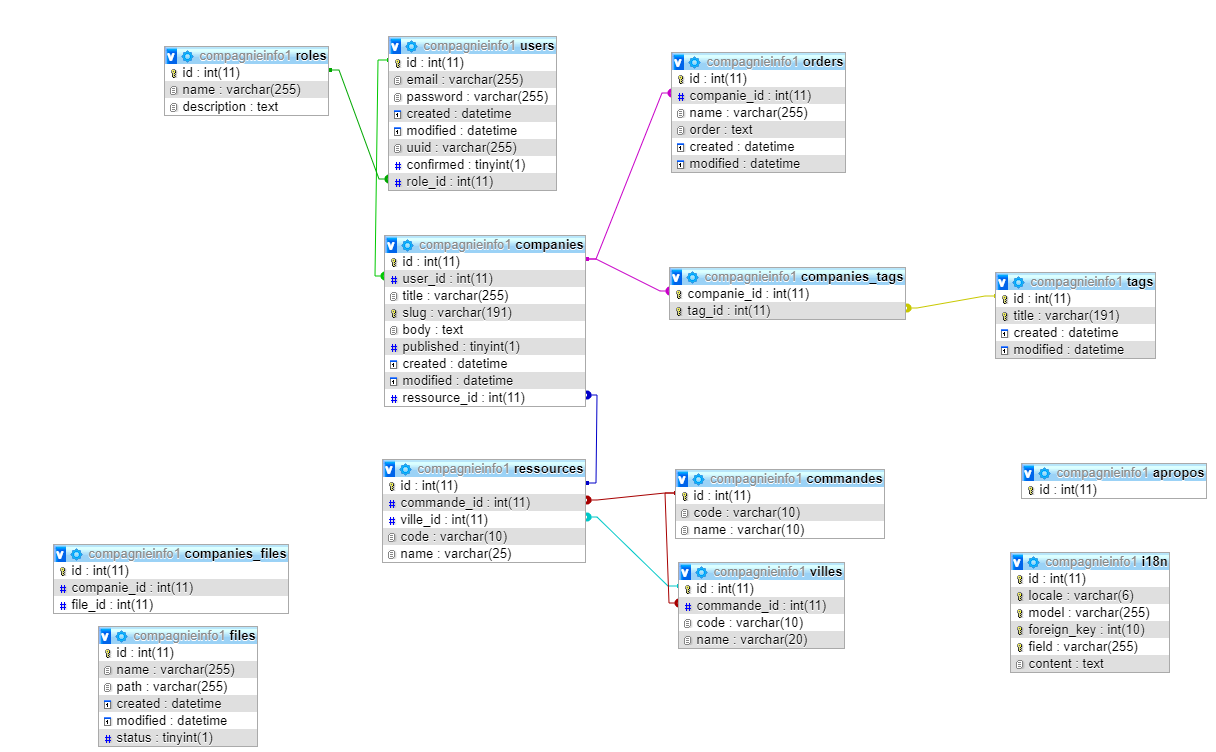 compagnieinfo1 roles
id : int(11)
name : varchar(255)
description : text
compagnieinfo1 users
id : int(11)
email : varchar(255)
password : varchar(255)
created : datetime
modified : datetime
uuid : varchar(255)
confirmed : tinyint(1)
role_id : int(11)
compagnieinfo1 orders
id : int(11)
companie_id : int(11)
name : varchar(255)
order : text
created : datetime
modified : datetime
compagnieinfo1 companies
id : int(11)
user_id : int(11)
title : varchar(255)
slug : varchar(191)
body : text
published : tinyint(1)
created : datetime
modified : datetime
ressource_id : int(11)
compagnieinfo1 companies_tags
companie_id : int(11)
tag_id : int(11)
compagnieinfo1 tags
id : int(11)
title : varchar(191)
created : datetime
modified : datetime
compagnieinfo1 ressources
id : int(11)
commande_id : int(11)
ville_id : int(11)
code : varchar(10)
name : varchar(25)
compagnieinfo1 commandes
id : int(11)
code : varchar(10)
name : varchar(10)
compagnieinfo1 apropos
id : int(11)
compagnieinfo1 companies_files
id : int(11)
companie_id : int(11)
file_id : int(11)
compagnieinfo1 villes
id : int(11)
commande_id : int(11)
code : varchar(10)
name : varchar(20)
compagnieinfo1 i18n
id : int(11)
locale : varchar(6)
model : varchar(255)
foreign_key : int(10)
field : varchar(255)
content : text
compagnieinfo1 files
id : int(11)
name : varchar(255)
path : varchar(255)
created : datetime
modified : datetime
status : tinyint(1)